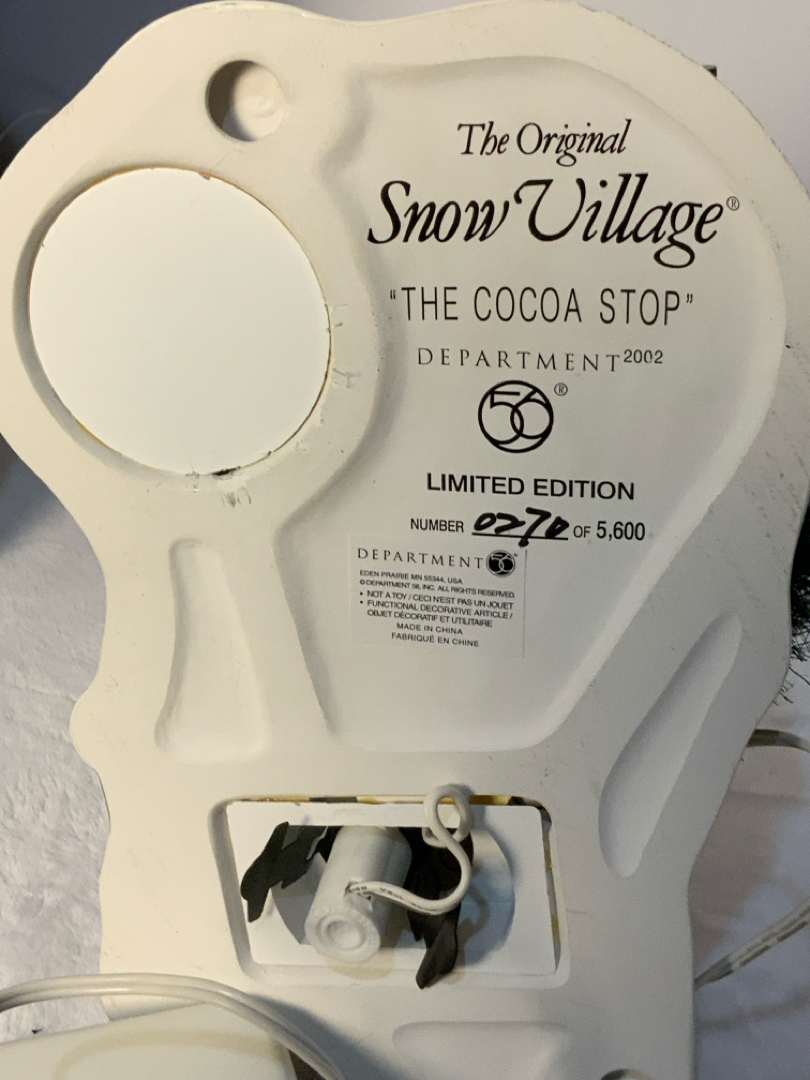 The Original
Snow Village®
"THE COCOA STOP"
DEPARTMENT 2002
56®
LIMITED EDITION
NUMBER 0270 OF 5,600
DEPARTMENT 56®
EDEN PRAIRIE MN 55344, USA
© DEPARTMENT 56, INC. ALL RIGHTS RESERVED.
• NOT A TOY / CECI N'EST PAS UN JOUET
• FUNCTIONAL DECORATIVE ARTICLE /
OBJET DÉCORATIF ET UTILITAIRE
MADE IN CHINA
FABRIQUÉ EN CHINE